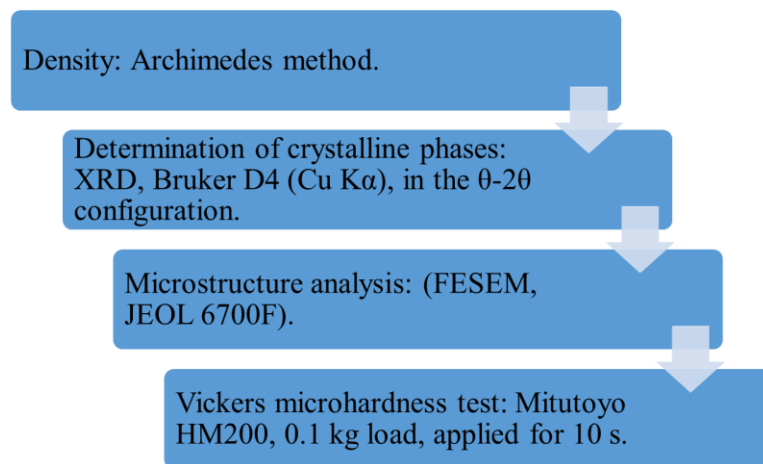 Density: Archimedes method.
Determination of crystalline phases:
XRD, Bruker D4 (Cu Kα), in the θ-2θ
configuration.
Microstructure analysis: (FESEM,
JEOL 6700F).
Vickers microhardness test: Mitutoyo
HM200, 0.1 kg load, applied for 10 s.